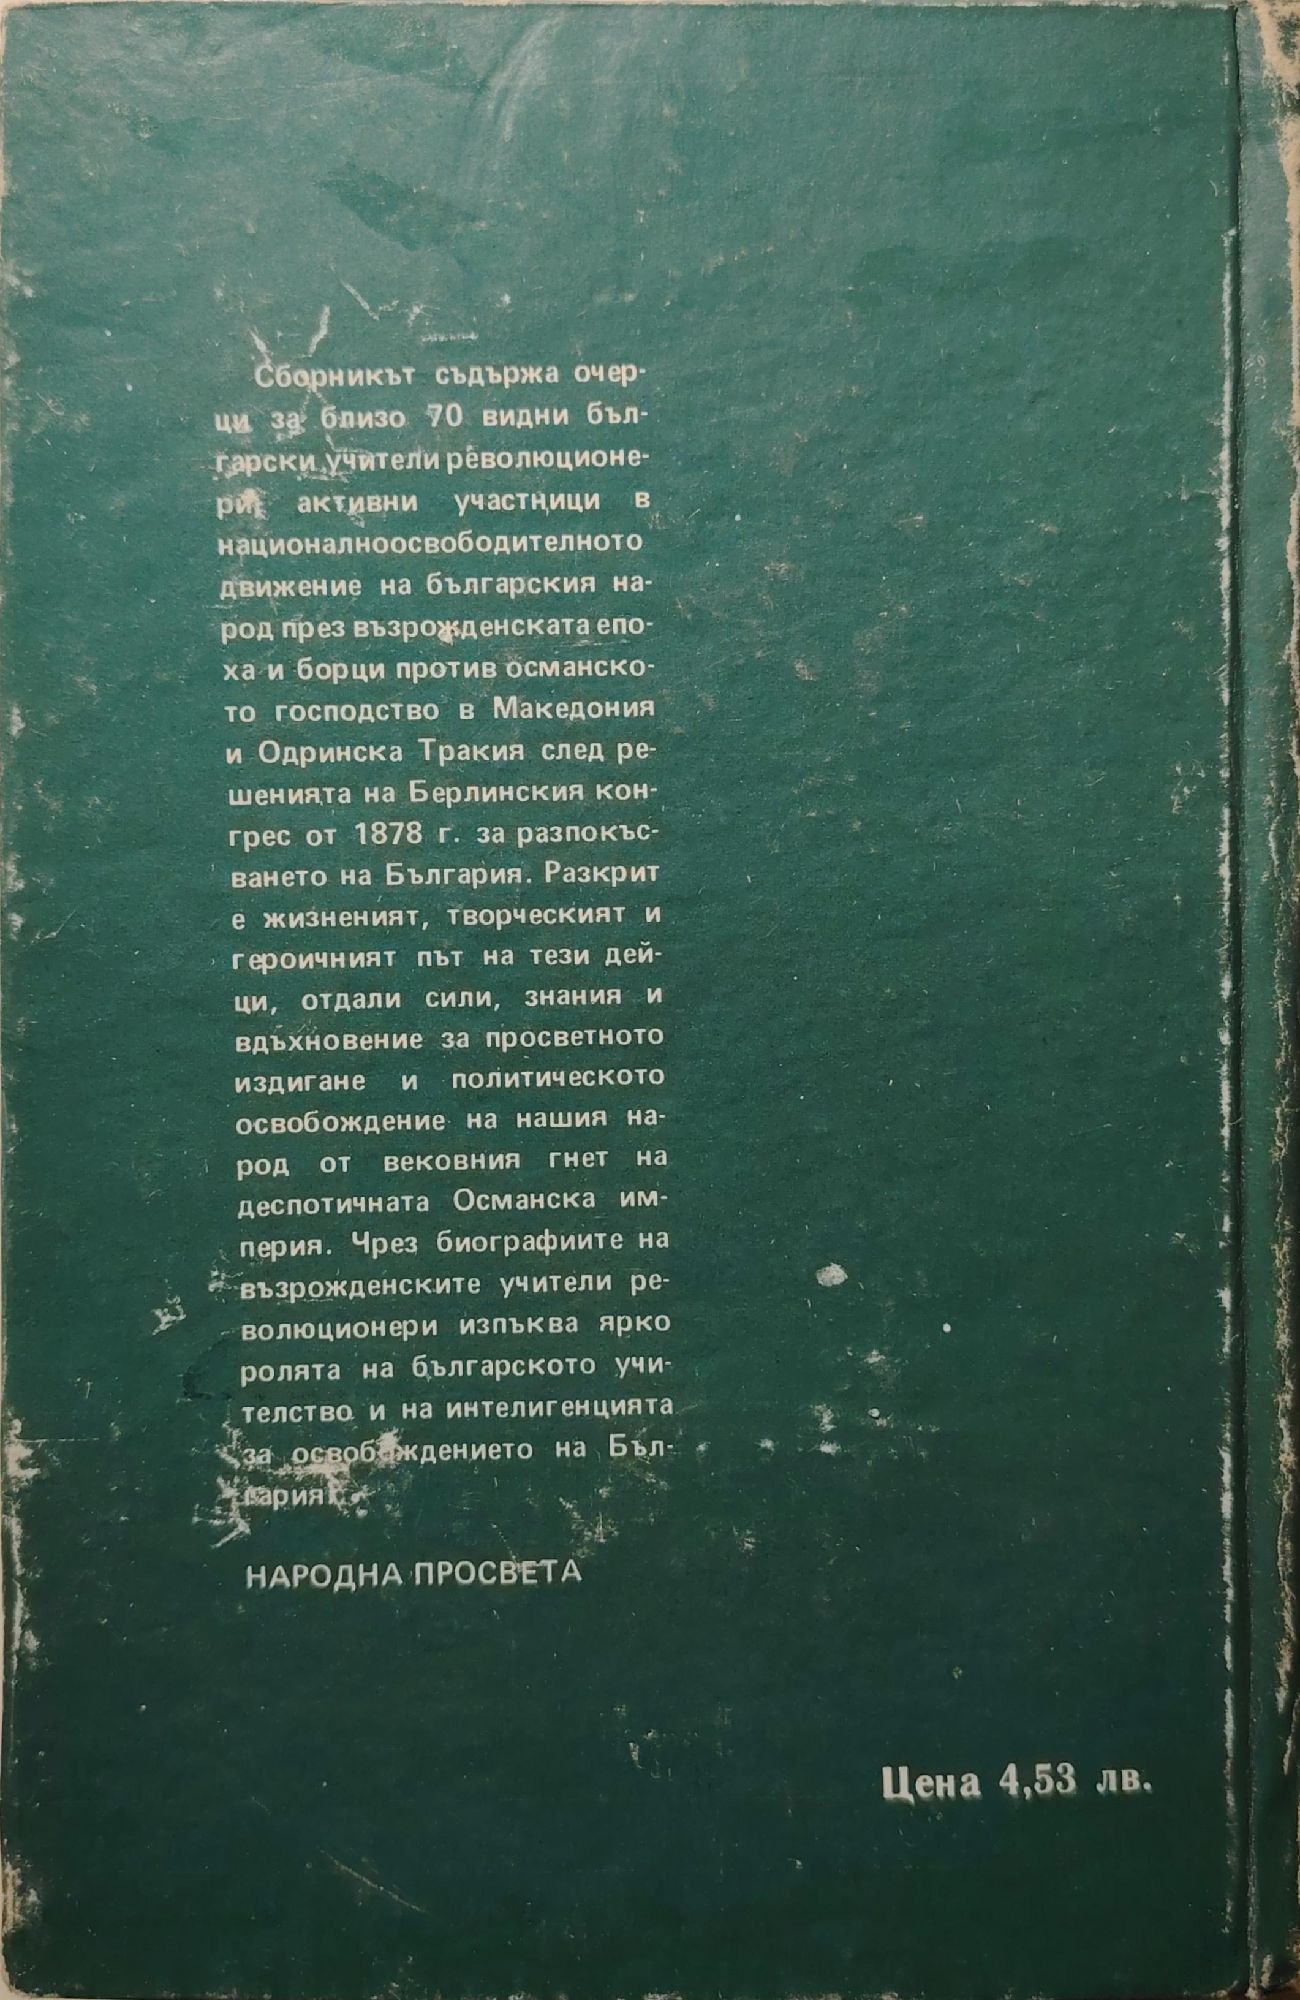 Сборникът съдържа очер-
ци за близо 70 видни бъл-
гарски учители революционе-
ри, активни участници в
националноосвободителното
движение на българския на-
род през възрожденската епо-
ха и борци против османско-
то господство в Македония
и Одринска Тракия след ре-
шенията на Берлинския кон-
грес от 1878 г. за разпокъс-
ването на България. Разкрит
е жизненият, творческият и
героичният път на тези дей-
ци, отдали сили, знания и
вдъхновение за просветното
издигане и политическото
освобождение на нашия на-
род от вековния гнет на
деспотичната Османска им-
перия. Чрез биографиите на
възрожденските учители ре-
волюционери изпъква ярко
ролята на българското учи-
телство и на интелигенцията
за освобождението на Бъл-
гария.
НАРОДНА ПРОСВЕТА
Цена 4,53 лв.